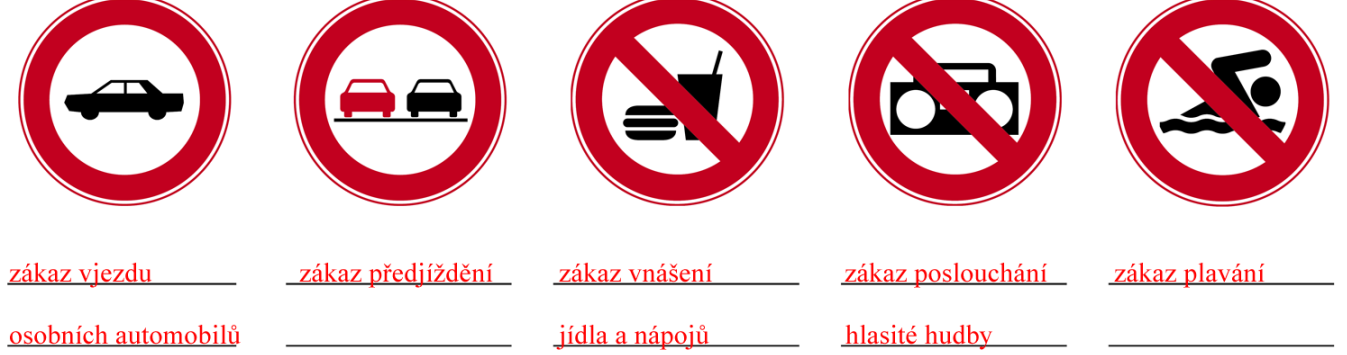 zákaz vjezdu
osobních automobilů
zákaz předjíždění
zákaz vnášení
jídla a nápojů
zákaz poslouchání
hlasité hudby
zákaz plavání